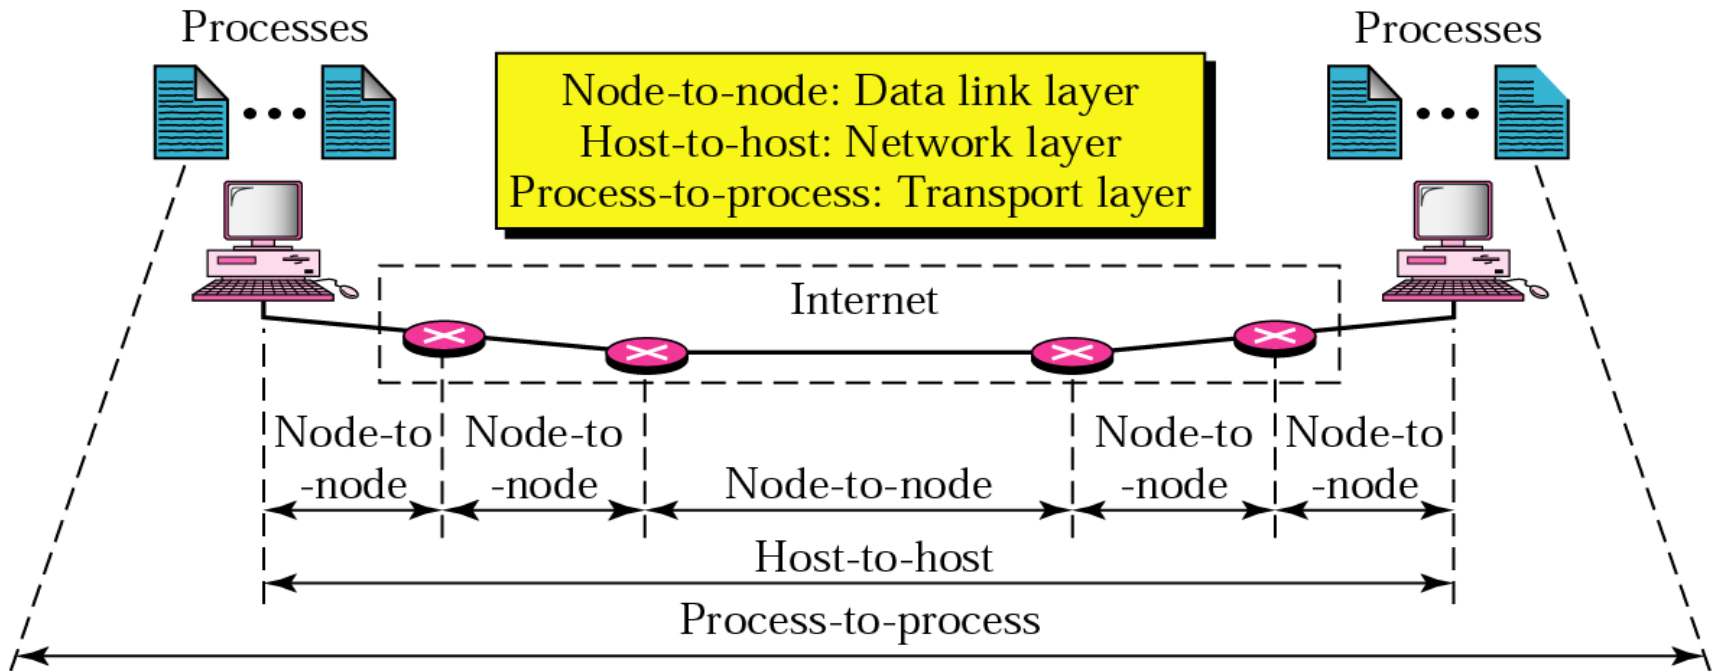 Processes
Processes
Node-to-node: Data link layer
Host-to-host: Network layer
Process-to-process: Transport layer
Internet
Node-to
-node
Node-to
-node
Node-to-node
Node-to
-node
Node-to
-node
Host-to-host
Process-to-process